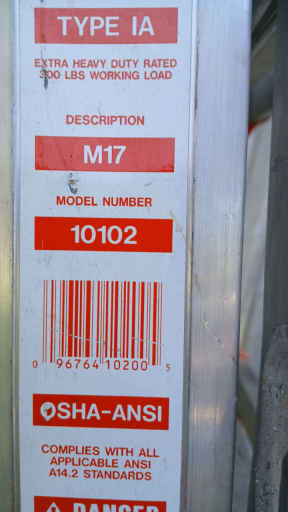 TYPE IA
EXTRA HEAVY DUTY RATED
300 LBS WORKING LOAD
DESCRIPTION
M17
MODEL NUMBER
10102
0 96764 10200 5
OSHA-ANSI
COMPLIES WITH ALL
APPLICABLE ANSI
A14.2 STANDARDS
DANGER